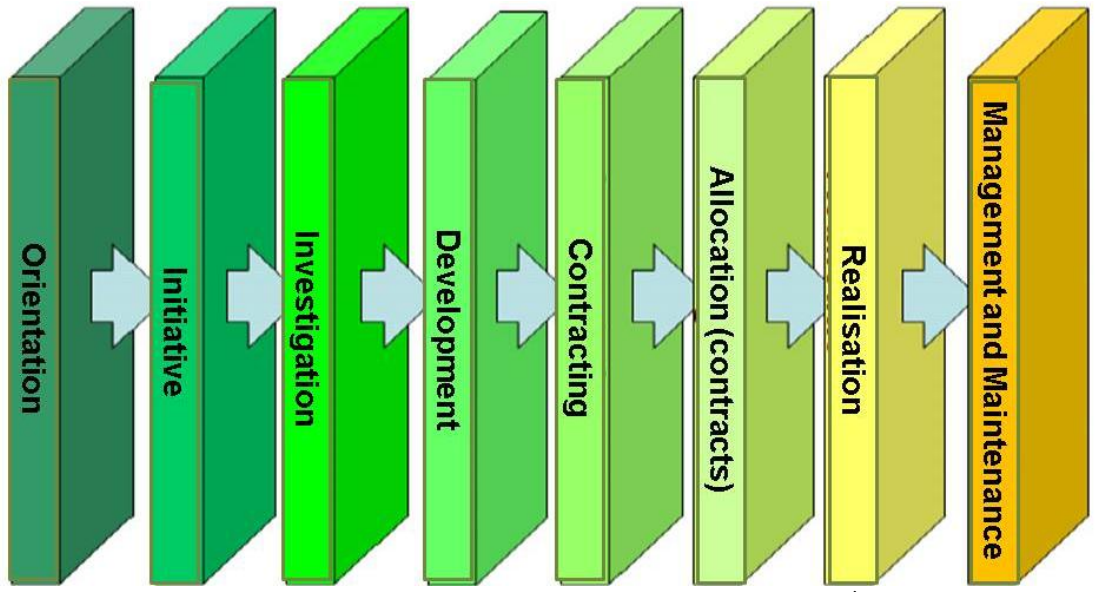 Orientation
Initiative
Investigation
Development
Contracting
Allocation (contracts)
Realisation
Management and Maintenance